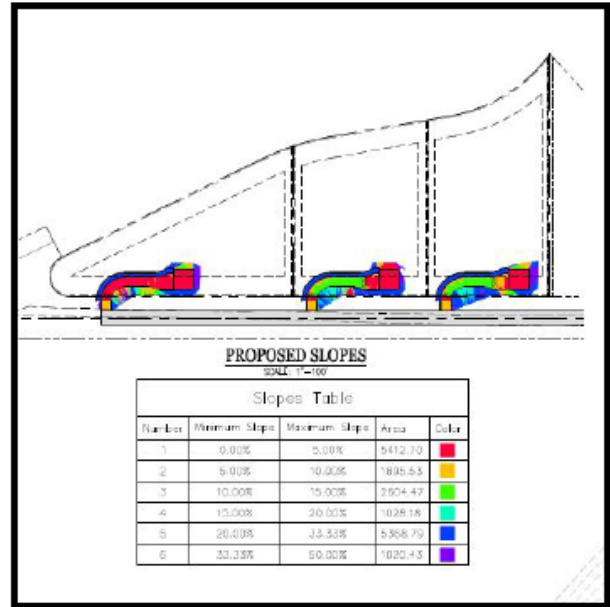 PROPOSED SLOPES
SCALE: 1"=100'
Slopes Table
Number Minimum Slope Maximum Slope Area Color
1 0.00% 5.00% 5412.70
2 5.00% 10.00% 1895.53
3 10.00% 15.00% 2604.47
4 15.00% 20.00% 1028.18
5 20.00% 33.33% 5368.79
6 33.33% 50.00% 1020.43